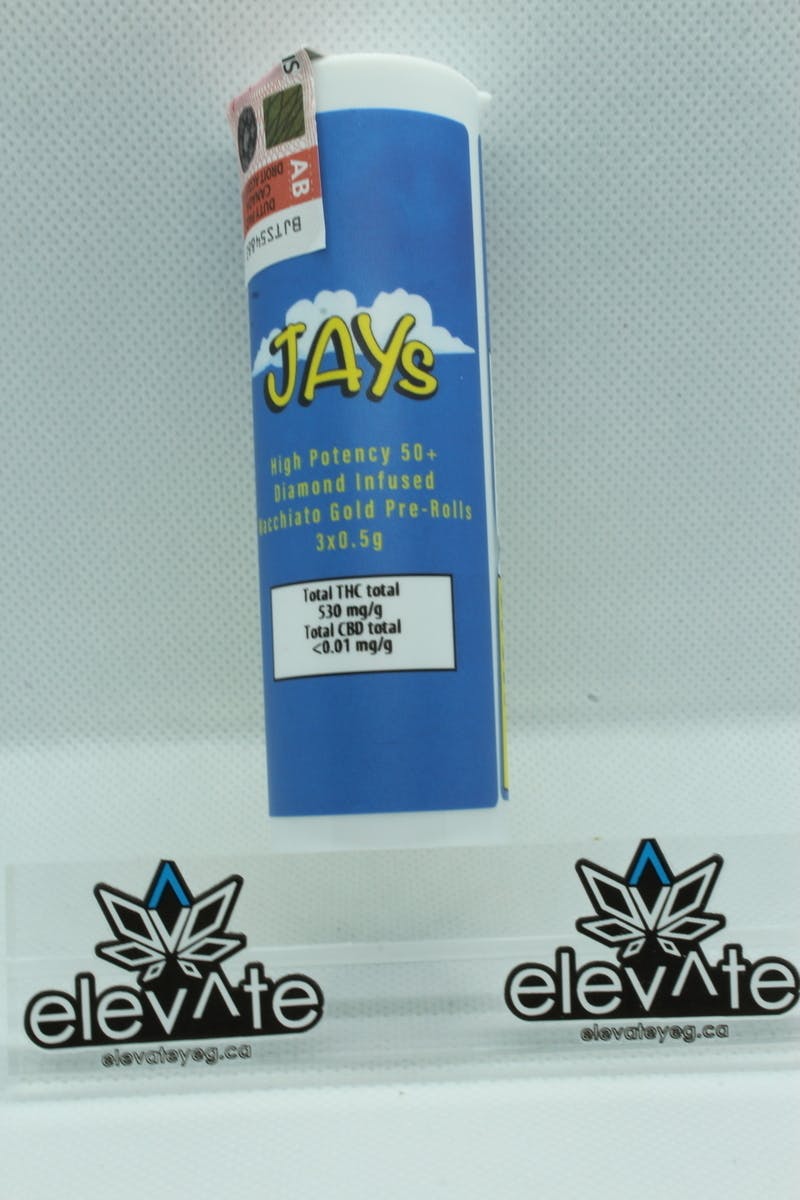 AB
JAYs
High Potency 50+
Diamond Infused
Gold Pre-Rolls
3x0.5g
Total THC total
530 mg/g
Total CBD total
<0.01 mg/g
elevate
elevateyeg.ca
elevate
elevateyeg.ca